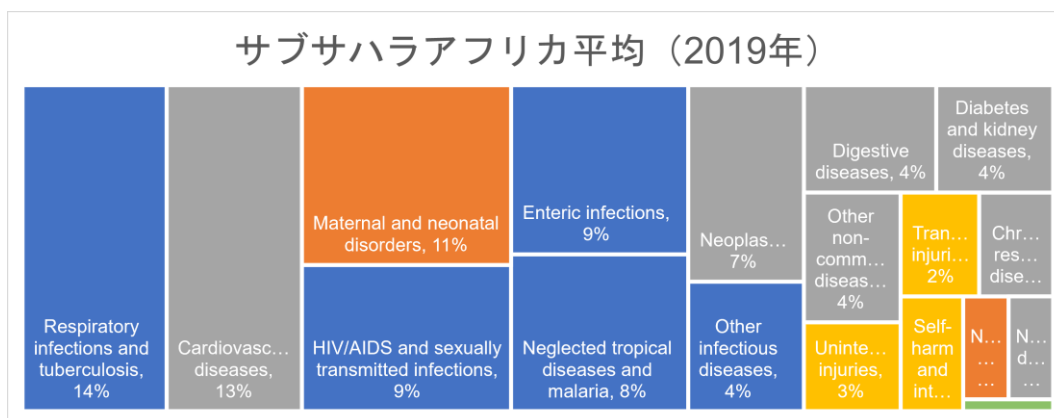 サブサハラアフリカ平均（2019年）
Respiratory
infections and
tuberculosis,
14%
Cardiovasc…
diseases,
13%
Maternal and neonatal
disorders, 11%
HIV/AIDS and sexually
transmitted infections,
9%
Enteric infections,
9%
Neglected tropical
diseases and
malaria, 8%
Neoplas…
7%
Other
infectious
diseases,
4%
Digestive
diseases, 4%
Diabetes
and kidney
diseases,
4%
Other
non-
comm…
diseas…
4%
Uninte…
injuries,
3%
Tran…
injuri…
2%
Self-
harm
and
int…
Chr…
res…
dise…
N…
…
…
N…
d…
…